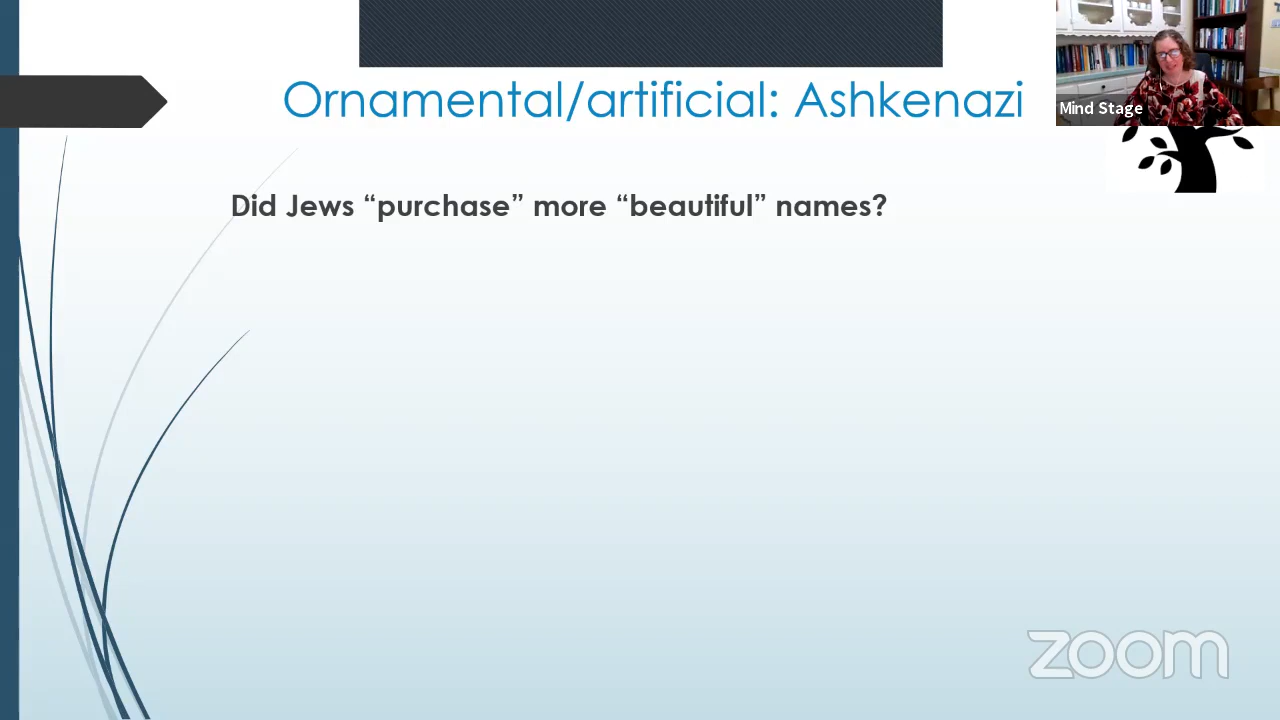 Ornamental/artificial: Ashkenazi
Mind Stage
Did Jews “purchase” more “beautiful” names?
zoom